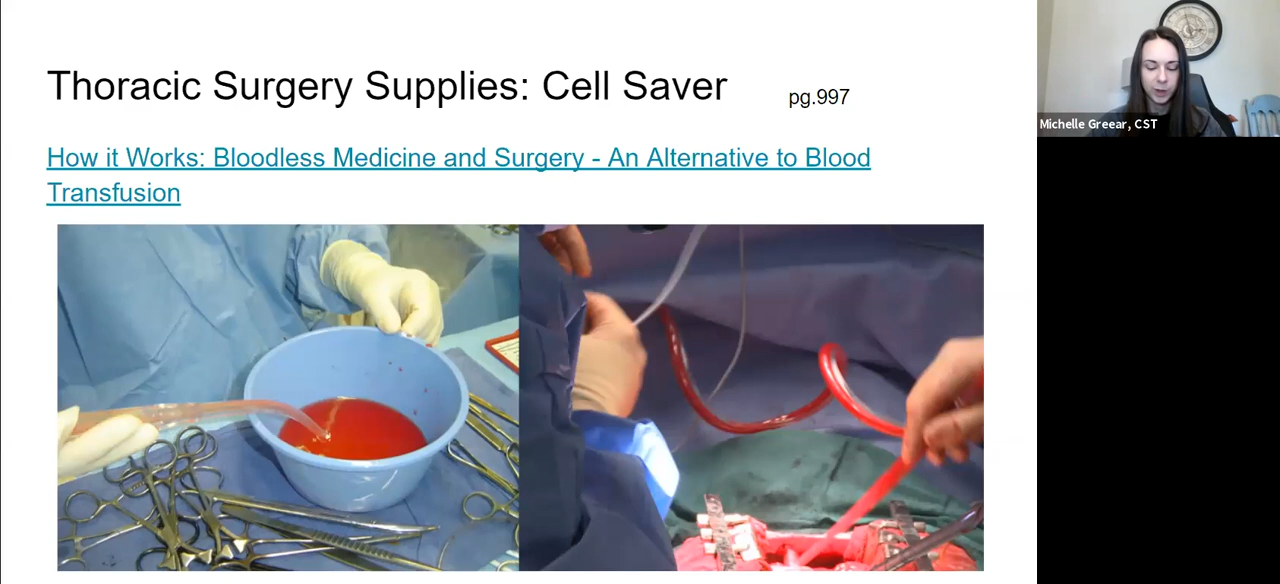 Thoracic Surgery Supplies: Cell Saver
pg.997
How it Works: Bloodless Medicine and Surgery - An Alternative to Blood
Transfusion
Michelle Greear, CST